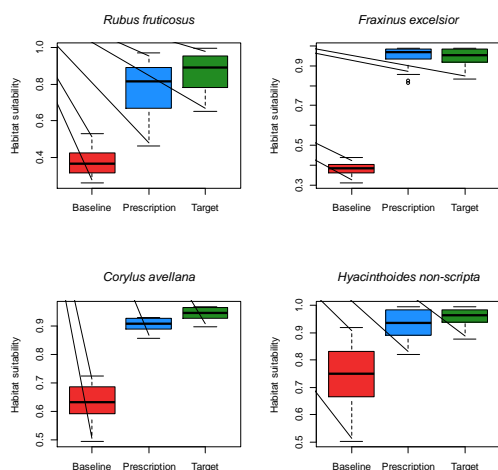 Rubus fruticosus
Habitat suitability
0.4 0.6 0.8 1.0
Baseline Prescription Target
Fraxinus excelsior
Habitat suitability
0.3 0.5 0.7 0.9
Baseline Prescription Target
Corylus avellana
Habitat suitability
0.5 0.6 0.7 0.8 0.9
Baseline Prescription Target
Hyacinthoides non-scripta
Habitat suitability
0.5 0.6 0.7 0.8 0.9 1.0
Baseline Prescription Target